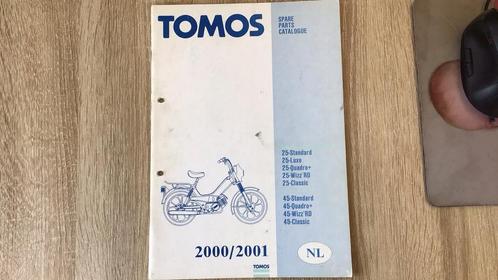 TOMOS
SPARE
PARTS
CATALOGUE
25-Standard
25-Luxe
25-Quadro+
25-Wizz'RD
25-Classic
45-Standard
45-Quadro+
45-Wizz'RD
45-Classic
2000/2001
NL
TOMOS